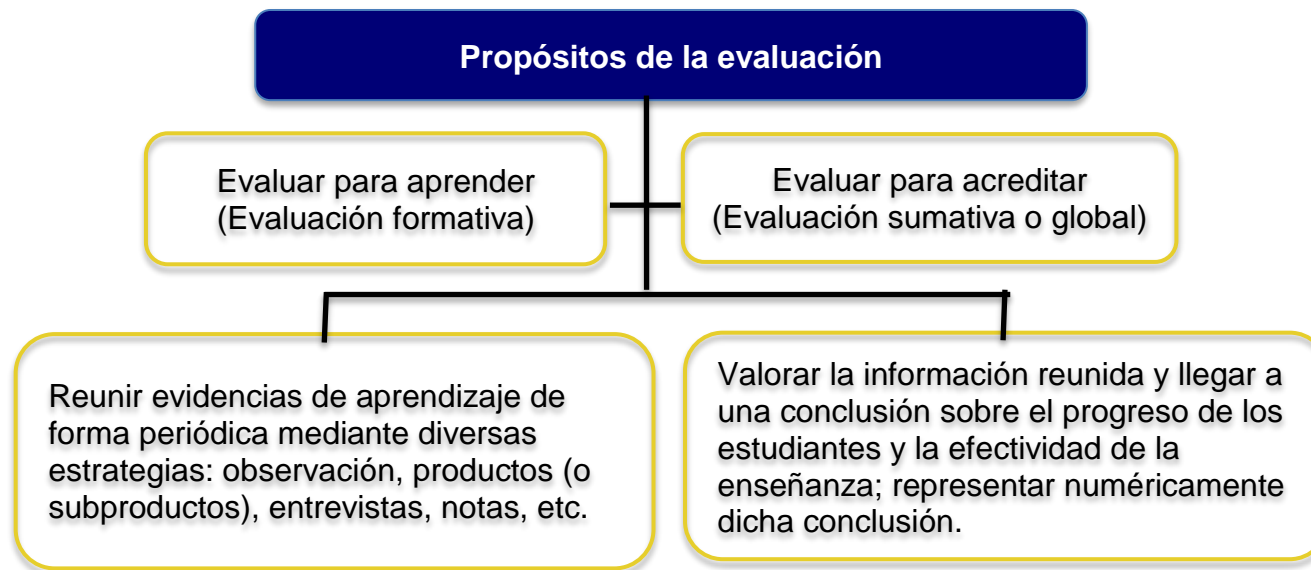 Propósitos de la evaluación
Evaluar para aprender
(Evaluación formativa)
Evaluar para acreditar
(Evaluación sumativa o global)
Reunir evidencias de aprendizaje de
forma periódica mediante diversas
estrategias: observación, productos (o
subproductos), entrevistas, notas, etc.
Valorar la información reunida y llegar a
una conclusión sobre el progreso de los
estudiantes y la efectividad de la
enseñanza; representar numéricamente
dicha conclusión.